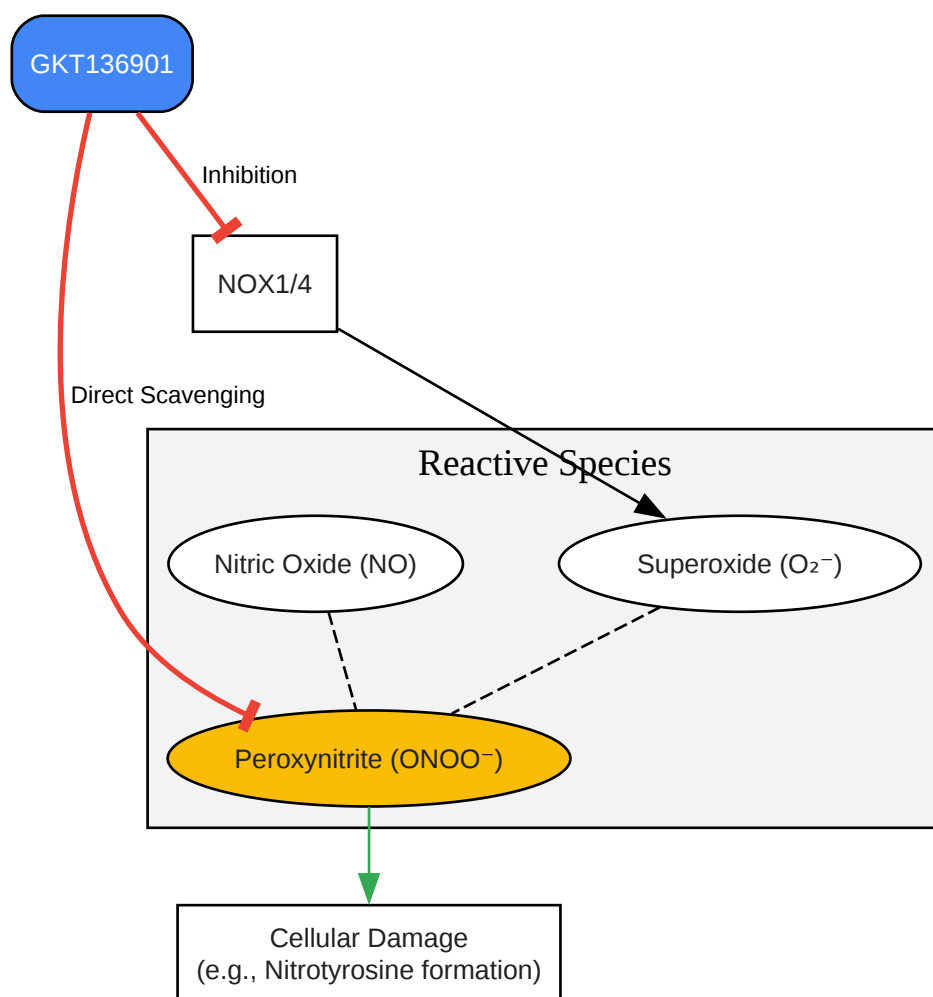 GKT136901
Inhibition
NOX1/4
Direct Scavenging
Reactive Species
Nitric Oxide (NO)
Superoxide (O₂⁻)
Peroxynitrite (ONOO⁻)
Cellular Damage
(e.g., Nitrotyrosine formation)